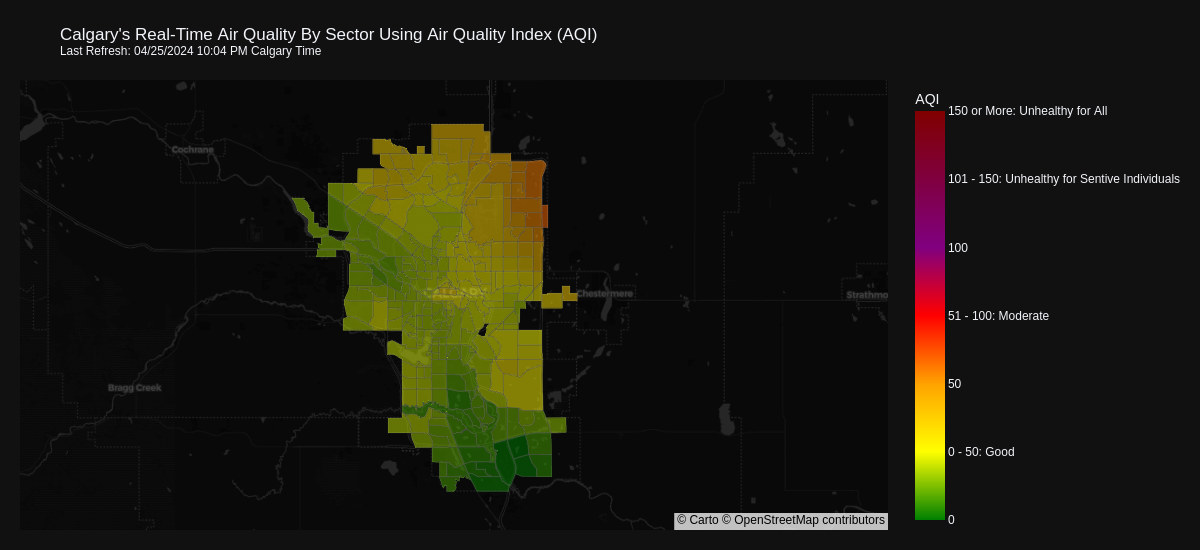 Calgary's Real-Time Air Quality By Sector Using Air Quality Index (AQI)
Last Refresh: 04/25/2024 10:04 PM Calgary Time
AQI
150 or More: Unhealthy for All
101 - 150: Unhealthy for Sentive Individuals
100
51 - 100: Moderate
50
0 - 50: Good
0
Cochrane
Chestermere
Strathmo
Bragg Creek
© Carto © OpenStreetMap contributors